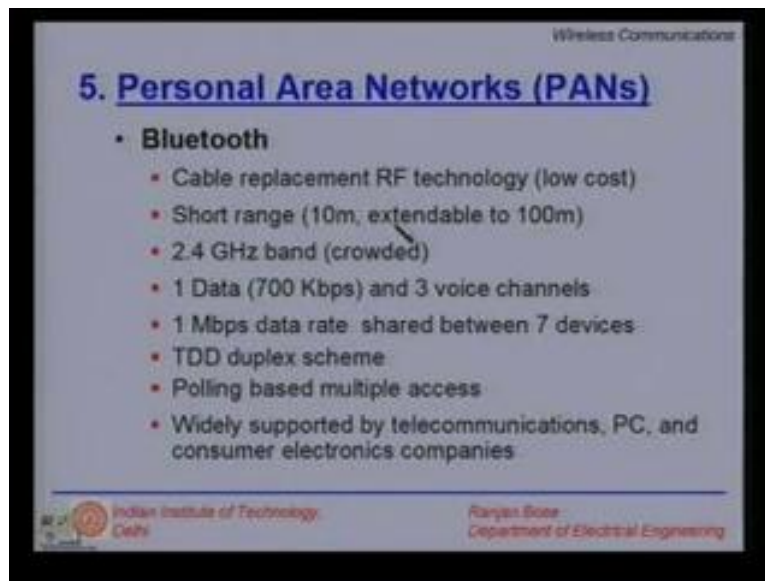 Wireless Communications
5. Personal Area Networks (PANs)
• Bluetooth
• Cable replacement RF technology (low cost)
• Short range (10m, extendable to 100m)
• 2.4 GHz band (crowded)
• 1 Data (700 Kbps) and 3 voice channels
• 1 Mbps data rate shared between 7 devices
• TDD duplex scheme
• Polling based multiple access
• Widely supported by telecommunications, PC, and
consumer electronics companies
Indian Institute of Technology,
Delhi
Ranjan Bose
Department of Electrical Engineering